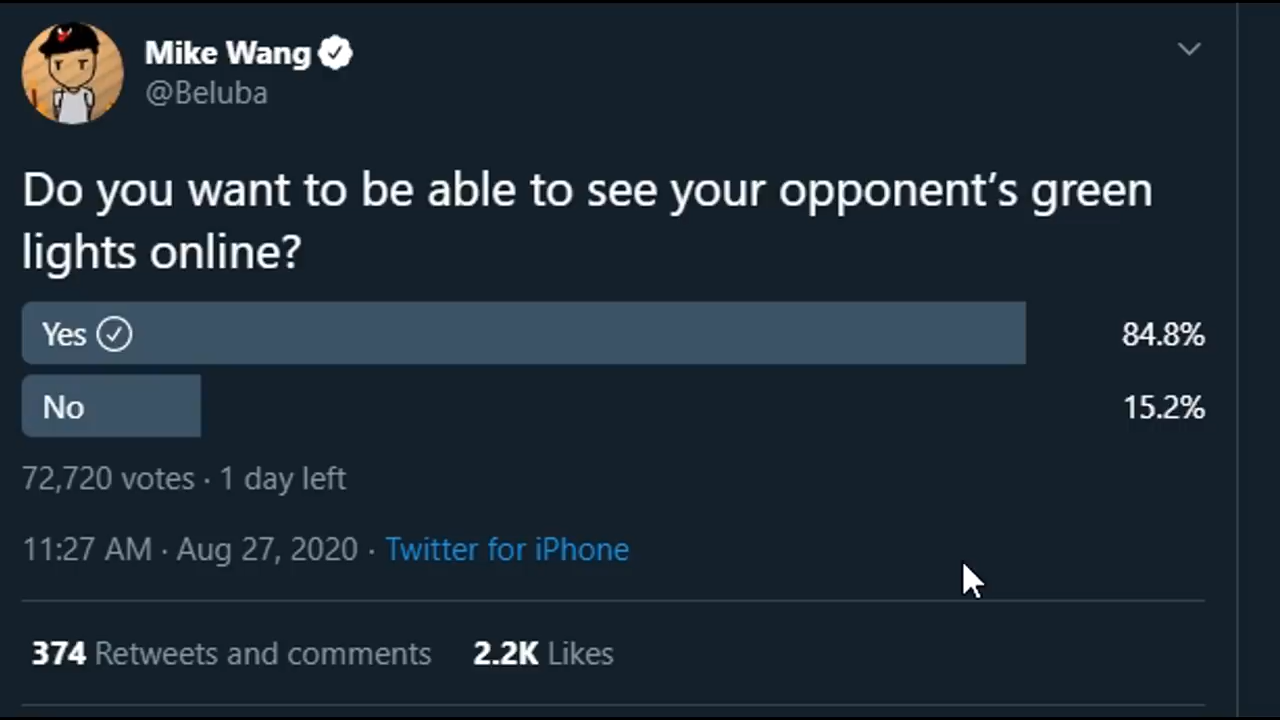 Mike Wang
@Beluba
Do you want to be able to see your opponent’s green
lights online?
Yes 84.8%
No 15.2%
72,720 votes · 1 day left
11:27 AM · Aug 27, 2020 · Twitter for iPhone
374 Retweets and comments 2.2K Likes